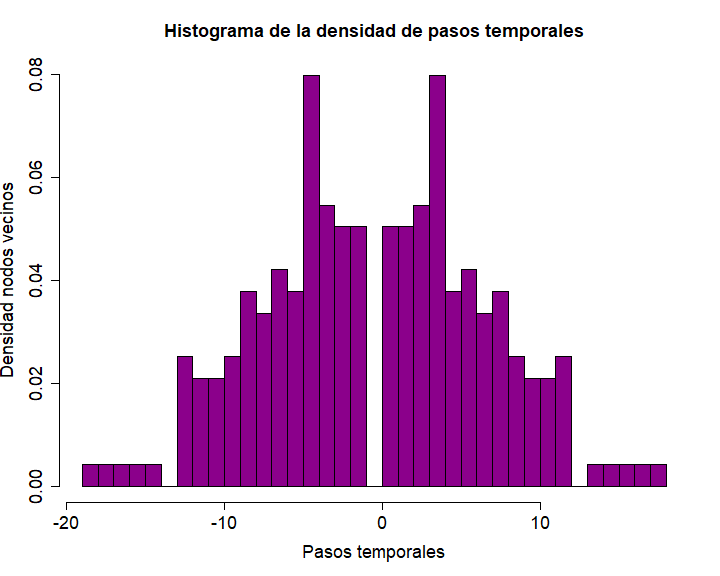 Histograma de la densidad de pasos temporales
Densidad nodos vecinos
0.08
0.06
0.04
0.02
0.00
-20 -10 0 10
Pasos temporales